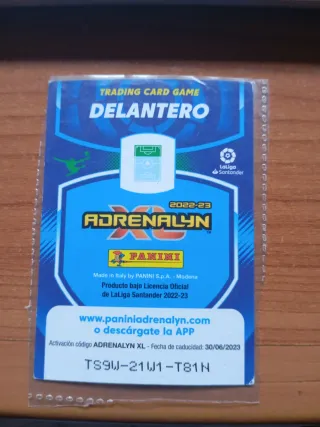 TRADING CARD GAME
DELANTERO
LaLiga
Santander
2022-23
ADRENALYN
XL™
PANINI
Made in Italy by PANINI S.p.A. - Modena
Producto bajo Licencia Oficial
de LaLiga Santander 2022-23
www.paniniadrenalyn.com
o descárgate la APP
Activación código ADRENALYN XL - Fecha de caducidad: 30/06/2023
TS9W-21W1-T81N